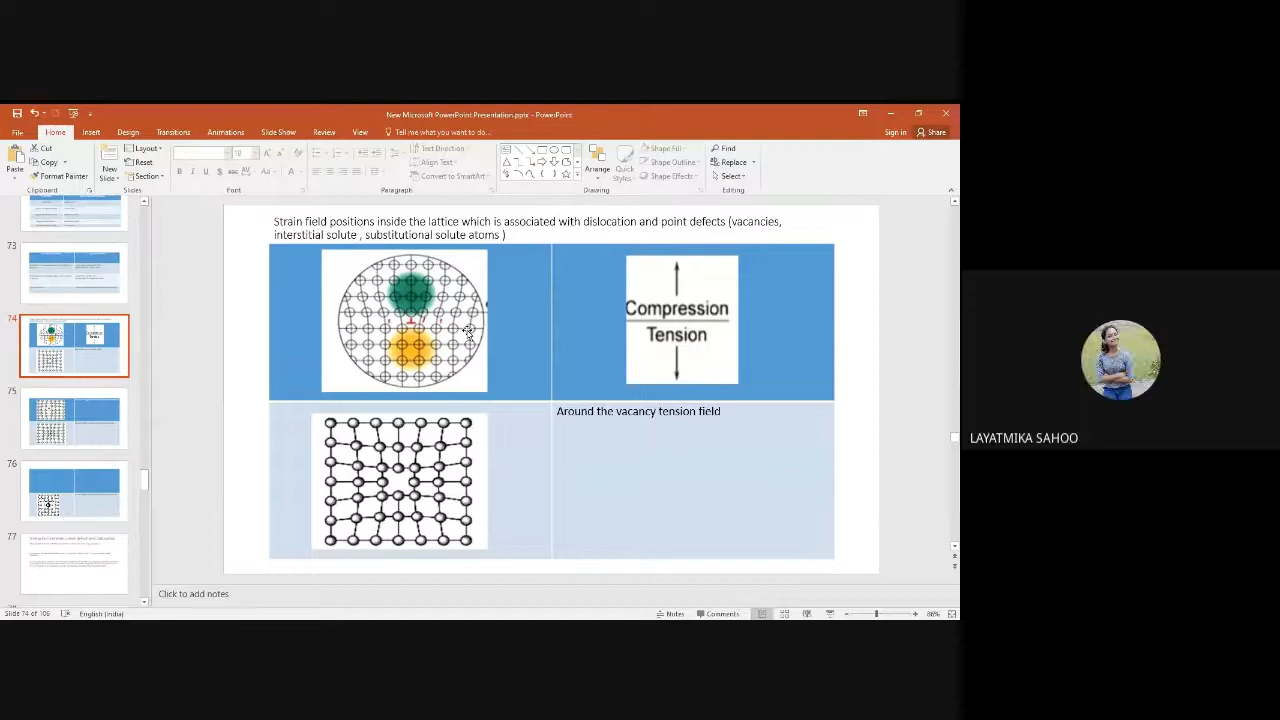 New Microsoft PowerPoint Presentation.pptx - PowerPoint
File Home Insert Design Transitions Animations Slide Show Review View Tell me what you want to do... Sign in Share
Cut
Copy
Format Painter
Paste
Clipboard
New Slide
Layout
Reset
Section
Slides
18
B I U S abc AV Aa A
Font
Text Direction
Align Text
Convert to SmartArt
Paragraph
Arrange
Quick Styles
Shape Fill
Shape Outline
Shape Effects
Drawing
Find
Replace
Select
Editing
73
74
75
76
77
Strain field positions inside the lattice which is associated with dislocation and point defects (vacancies,
interstitial solute , substitutional solute atoms )
Compression
Tension
Around the vacancy tension field
Click to add notes
Slide 74 of 106 English (India) Notes Comments 86%
LAYATMIKA SAHOO